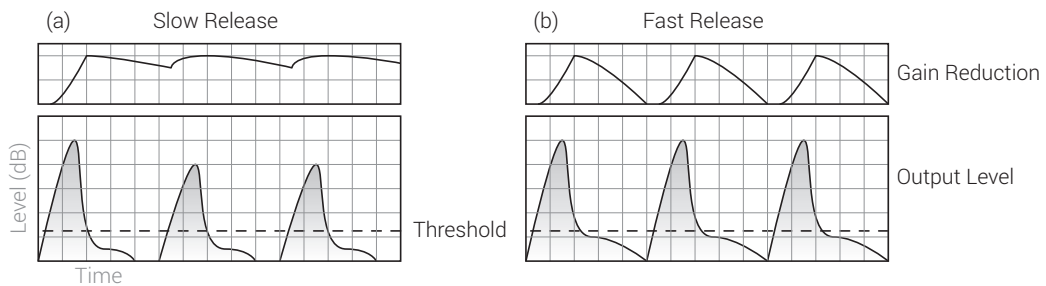 (a) Slow Release
(b) Fast Release
Gain Reduction
Level (dB)
Output Level
Threshold
Time